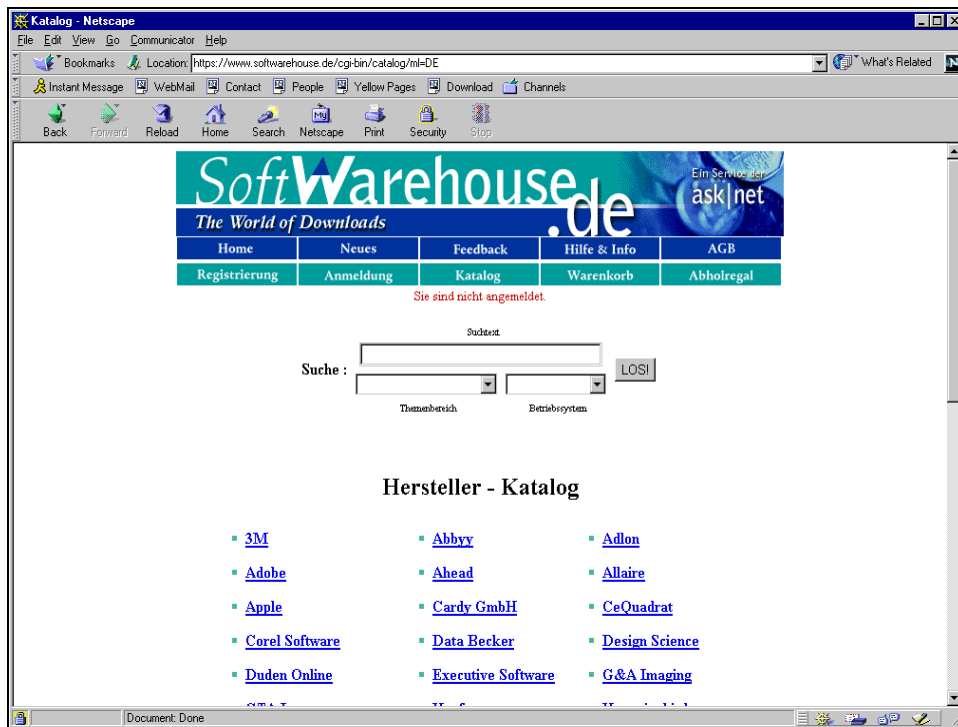 Katalog - Netscape
File Edit View Go Communicator Help
Bookmarks Location: https://www.softwarehouse.de/cgi-bin/catalog/ml=DE What's Related
Instant Message WebMail Contact People Yellow Pages Download Channels
Back Forward Reload Home Search Netscape Print Security Stop
SoftWarehouse.de
Ein Service der
ask|net
The World of Downloads
Home Neues Feedback Hilfe & Info AGB
Registrierung Anmeldung Katalog Warenkorb Abholregal
Sie sind nicht angemeldet.
Suchtext
Suche : LOS!
Themenbereich Betriebssystem
Hersteller - Katalog
3M Abbyy Adlon
Adobe Ahead Allaire
Apple Cardy GmbH CeQuadrat
Corel Software Data Becker Design Science
Duden Online Executive Software G&A Imaging
Document: Done